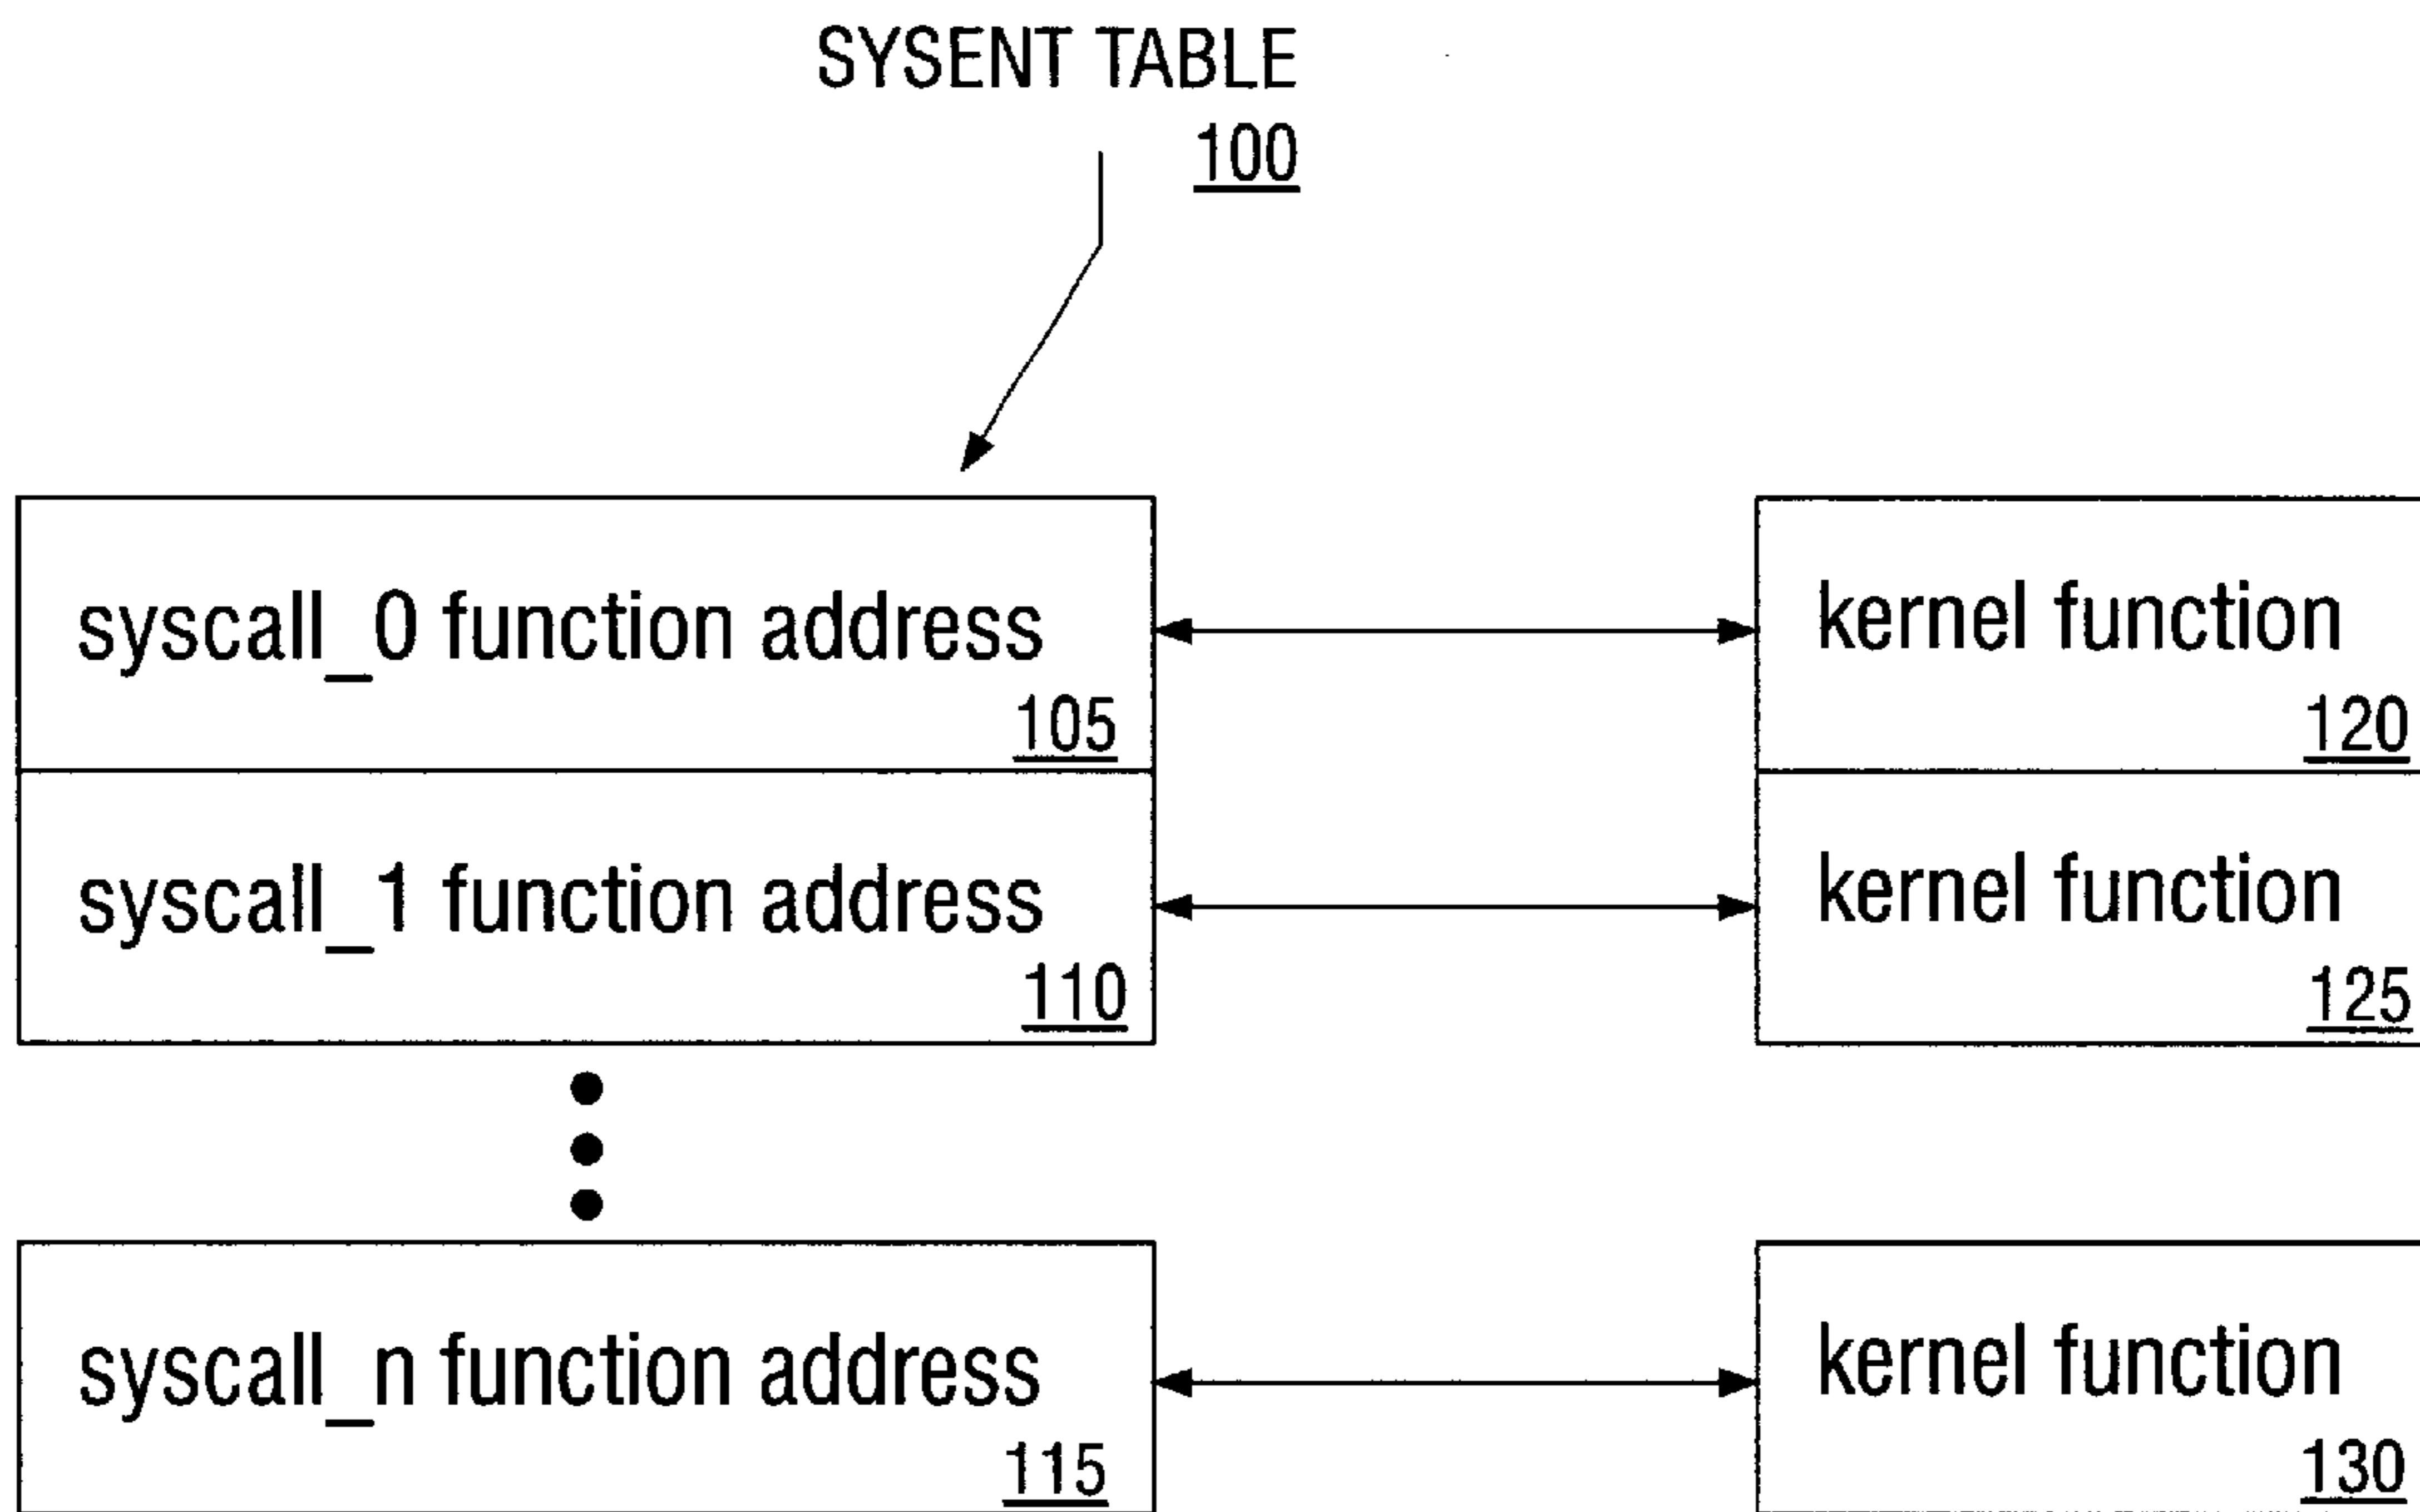 SYSENT TABLE
100
syscall_0 function address
105
kernel function
120
syscall_1 function address
110
kernel function
125
syscall_n function address
115
kernel function
130